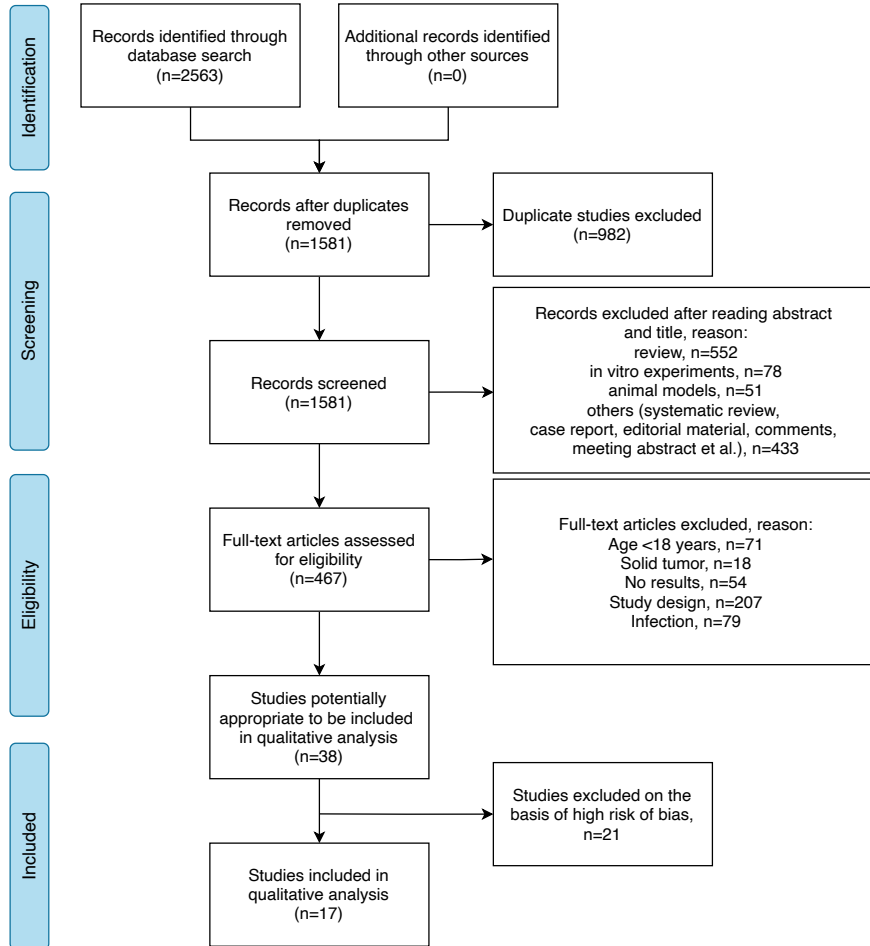 Identification
Records identified through
database search
(n=2563)
Additional records identified
through other sources
(n=0)
Screening
Records after duplicates
removed
(n=1581)
Duplicate studies excluded
(n=982)
Records screened
(n=1581)
Records excluded after reading abstract
and title, reason:
review, n=552
in vitro experiments, n=78
animal models, n=51
others (systematic review,
case report, editorial material, comments,
meeting abstract et al.), n=433
Eligibility
Full-text articles assessed
for eligibility
(n=467)
Full-text articles excluded, reason:
Age <18 years, n=71
Solid tumor, n=18
No results, n=54
Study design, n=207
Infection, n=79
Studies potentially
appropriate to be included
in qualitative analysis
(n=38)
Included
Studies excluded on the
basis of high risk of bias,
n=21
Studies included in
qualitative analysis
(n=17)